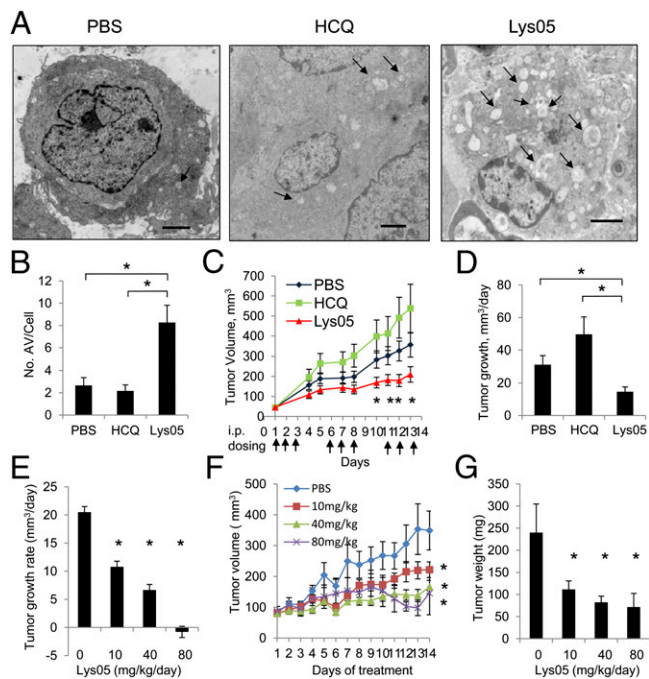 A
PBS
HCQ
Lys05
B
No. AV/Cell
12
10
8
6
4
2
0
PBS HCQ Lys05
*
*
C
Tumor Volume, mm3
700
600
500
400
300
200
100
0
PBS
HCQ
Lys05
* ** *
0 1 2 3 4 5 6 7 8 9 10 11 12 13 14
i.p.
dosing
Days
D
Tumor growth, mm3/day
80
60
40
20
0
PBS HCQ Lys05
*
*
E
Tumor growth rate (mm3/day)
25
20
15
10
5
0
-5
* * *
0 10 40 80
Lys05 (mg/kg/day)
F
Tumor volume ( mm3)
500
400
300
200
100
0
PBS
10mg/kg
40mg/kg
80mg/kg
*
*
*
1 2 3 4 5 6 7 8 9 10 11 12 13 14
Days of treatment
G
Tumor weight (mg)
400
300
200
100
0
* * *
0 10 40 80
Lys05 (mg/kg/day)